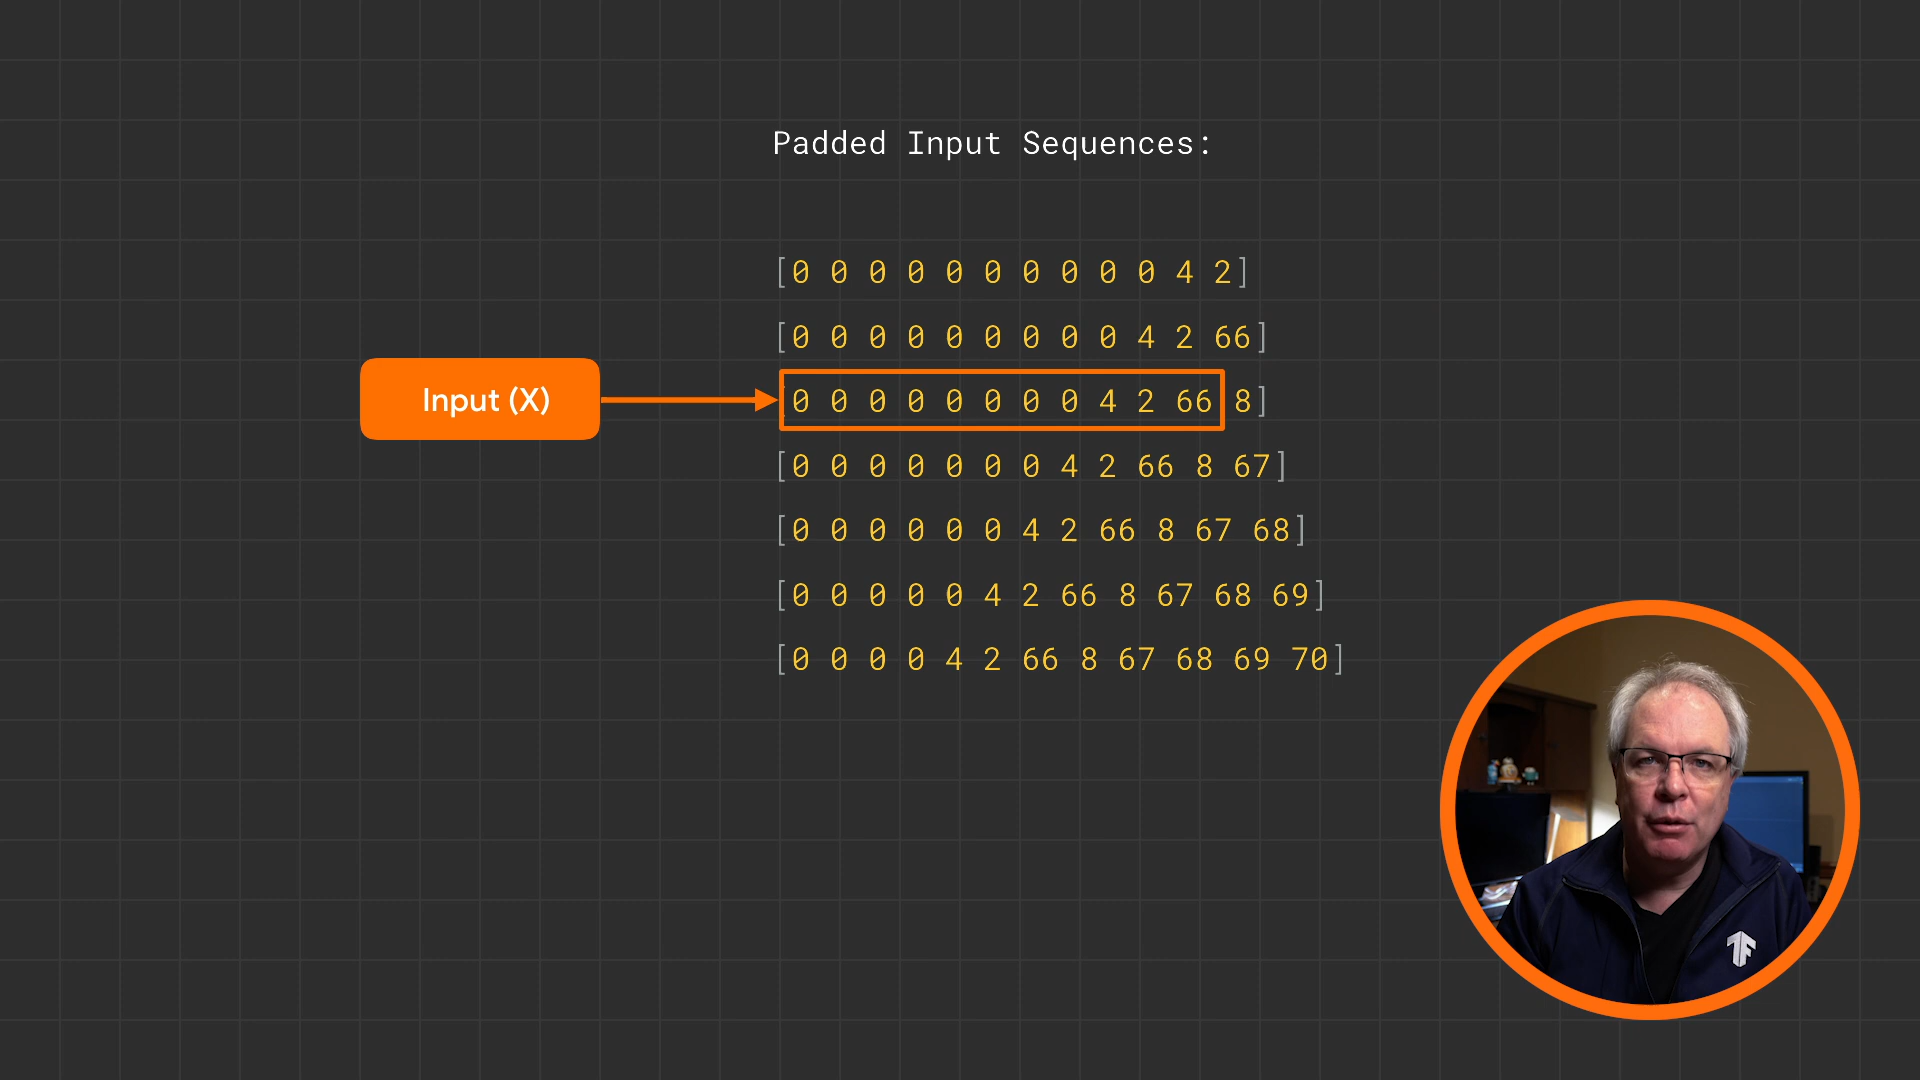 Padded Input Sequences:
[0 0 0 0 0 0 0 0 0 0 4 2]
[0 0 0 0 0 0 0 0 0 4 2 66]
Input (X)
[0 0 0 0 0 0 0 0 4 2 66 8]
[0 0 0 0 0 0 0 4 2 66 8 67]
[0 0 0 0 0 0 4 2 66 8 67 68]
[0 0 0 0 0 4 2 66 8 67 68 69]
[0 0 0 0 4 2 66 8 67 68 69 70]